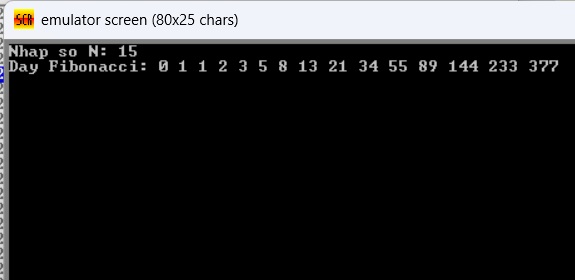 emulator screen (80x25 chars)
Nhap so N: 15
Day Fibonacci: 0 1 1 2 3 5 8 13 21 34 55 89 144 233 377